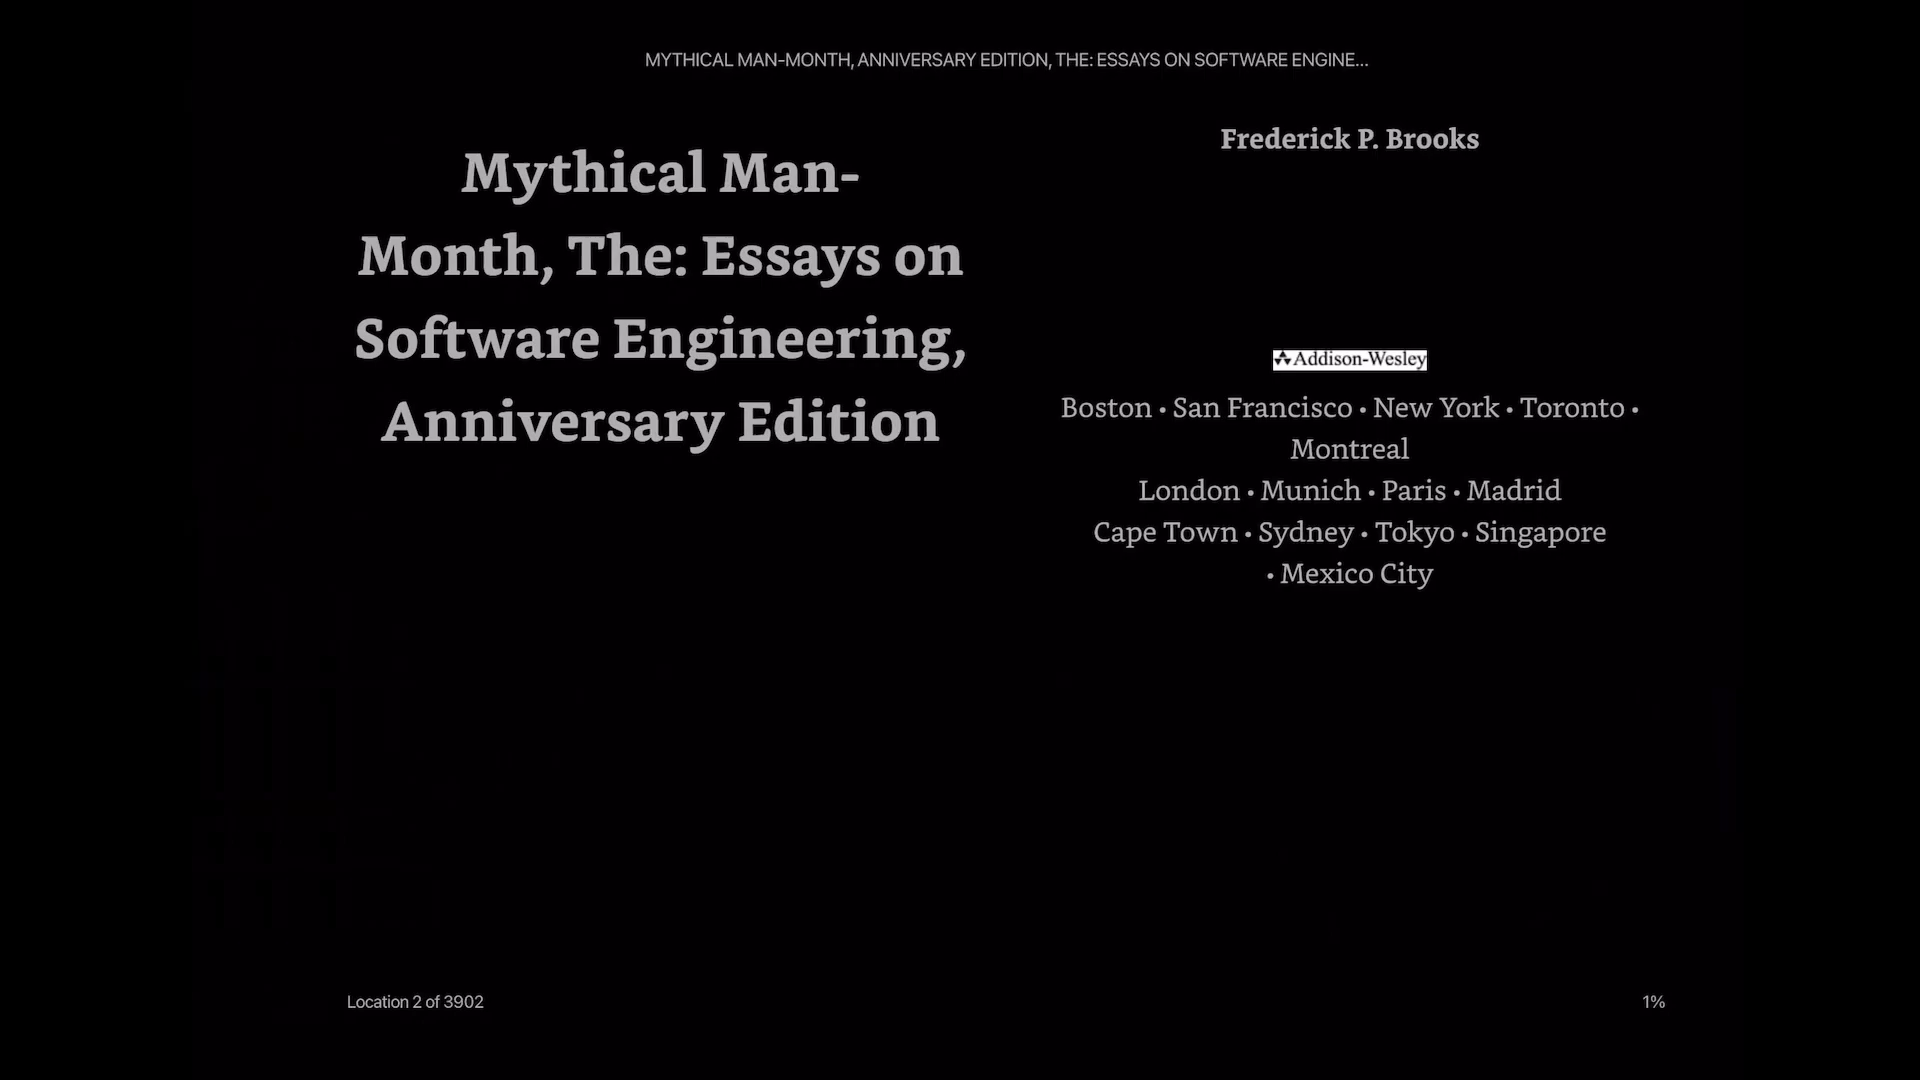 MYTHICAL MAN-MONTH, ANNIVERSARY EDITION, THE: ESSAYS ON SOFTWARE ENGINE...
Mythical Man-
Month, The: Essays on
Software Engineering,
Anniversary Edition
Frederick P. Brooks
Addison-Wesley
Boston • San Francisco • New York • Toronto •
Montreal
London • Munich • Paris • Madrid
Cape Town • Sydney • Tokyo • Singapore
• Mexico City
Location 2 of 3902
1%